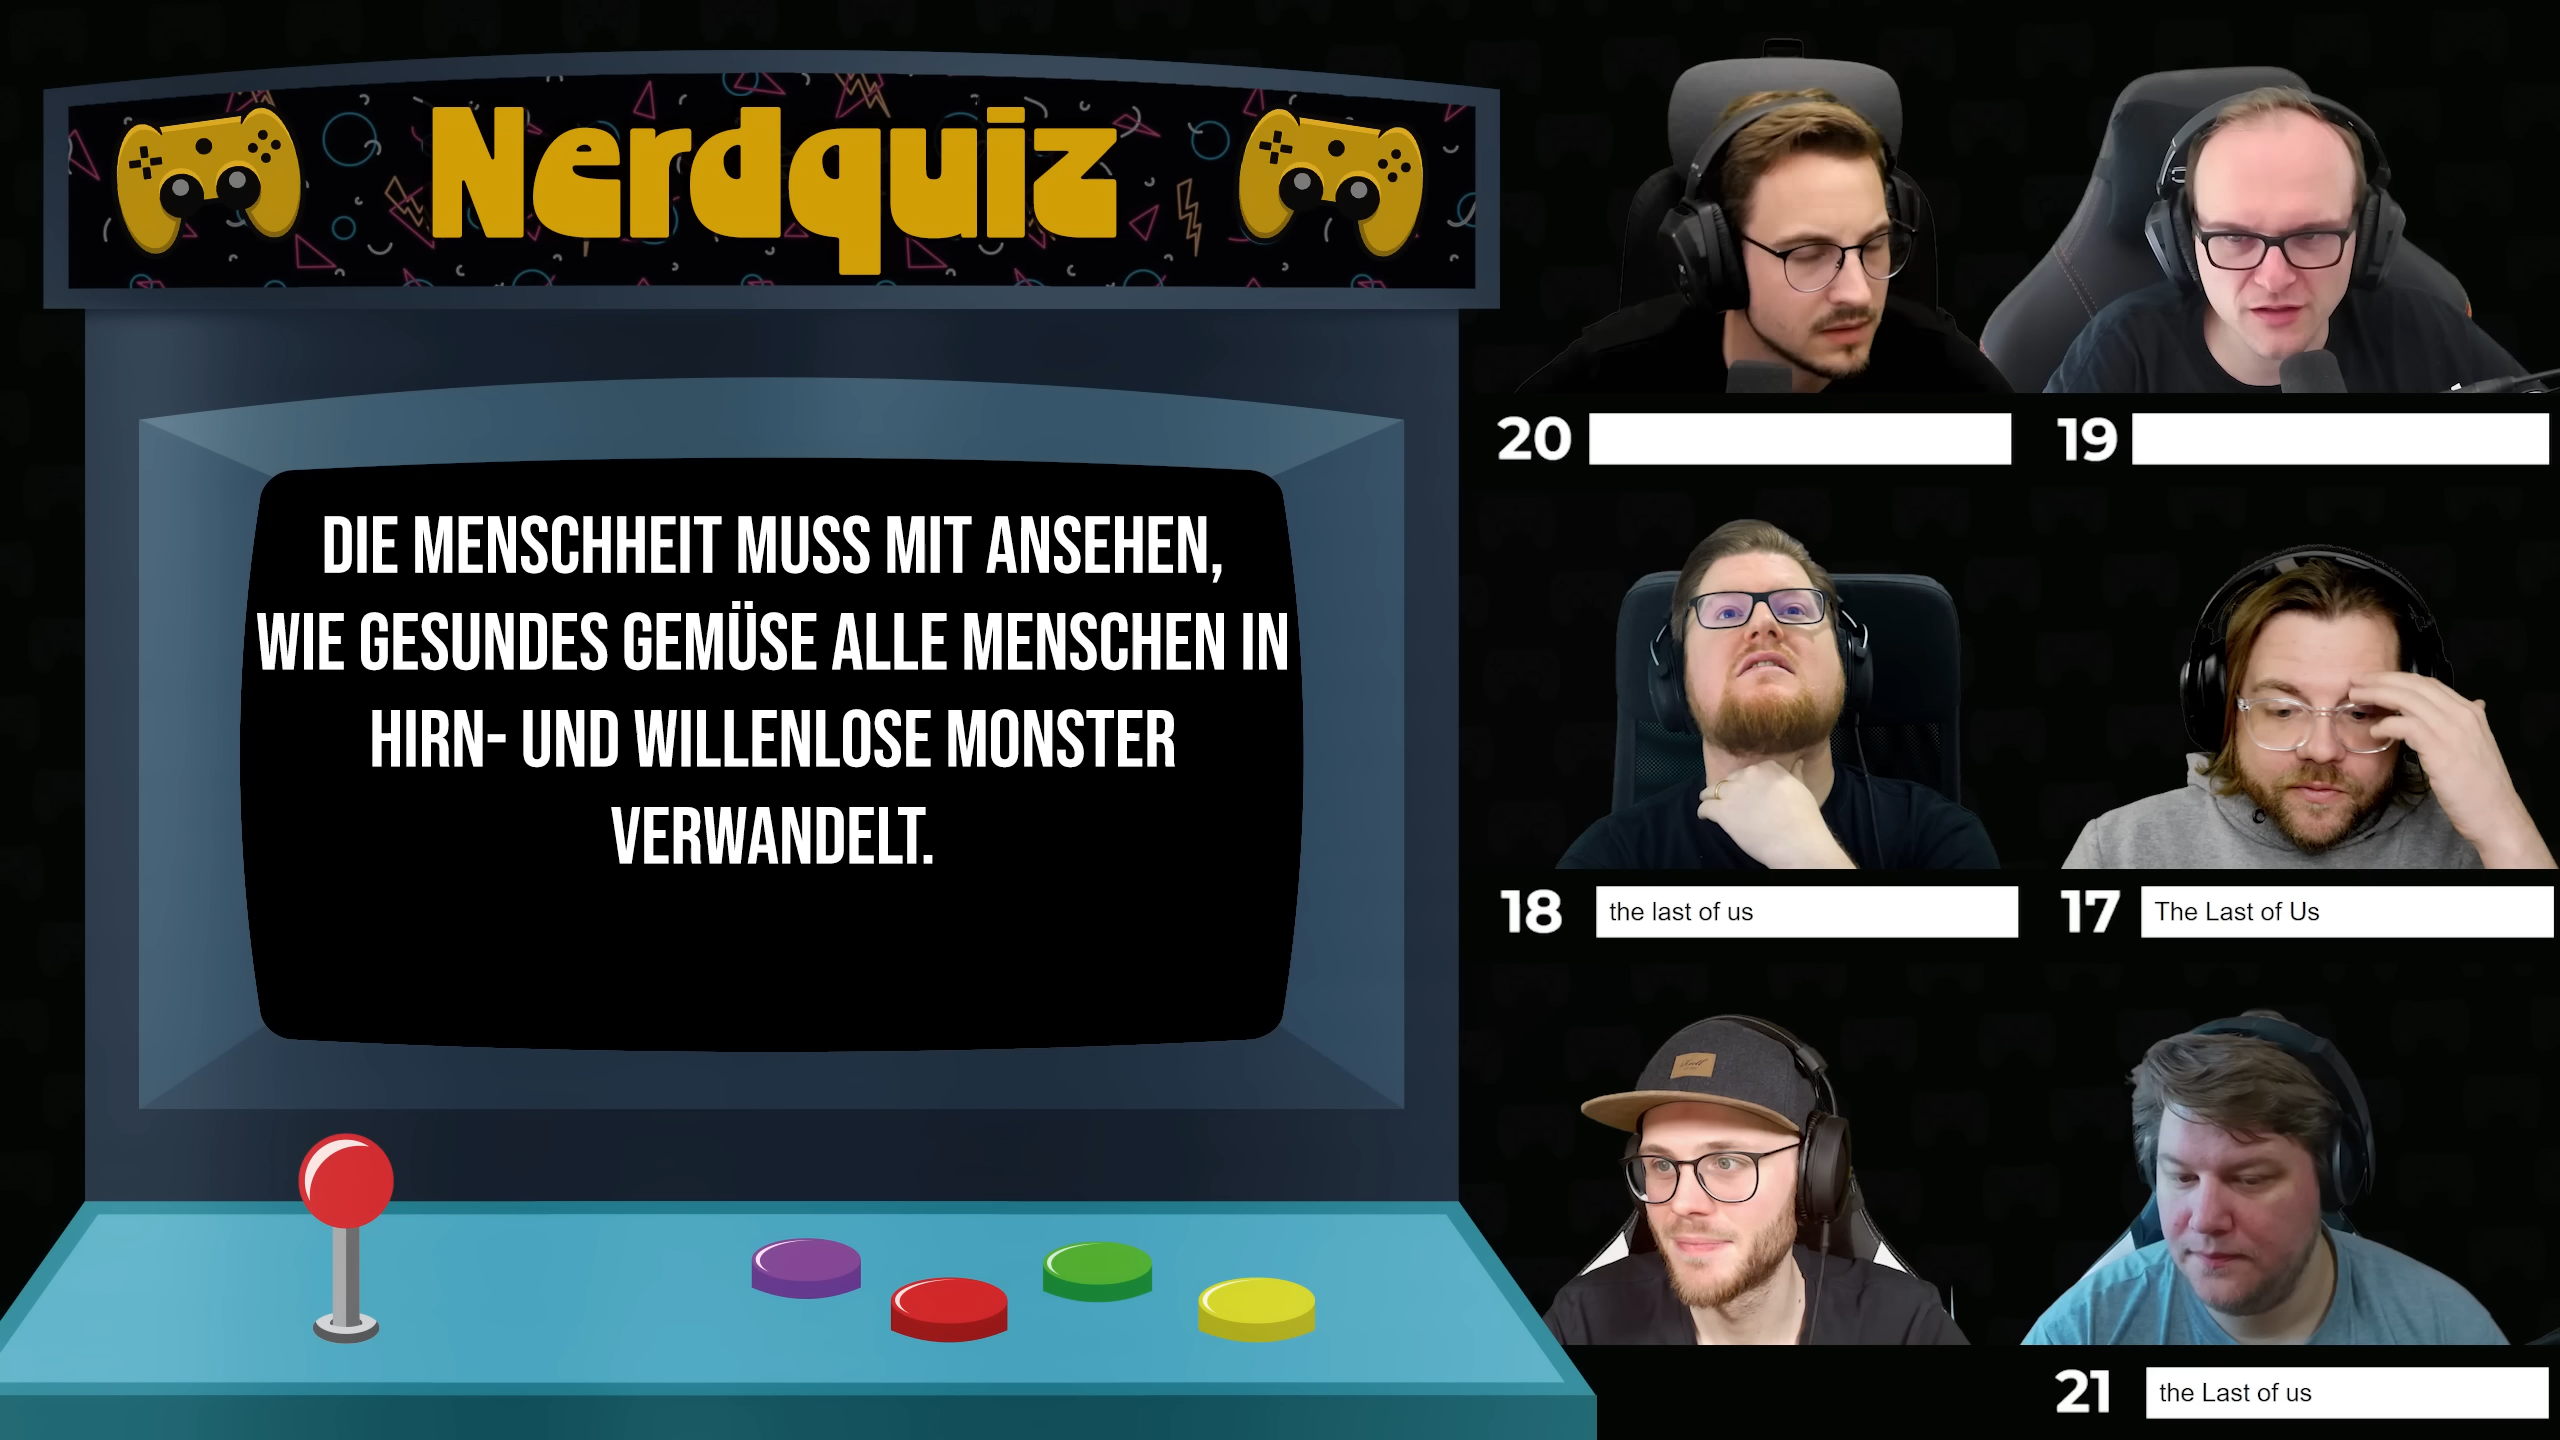 Nerdquiz
DIE MENSCHHEIT MUSS MIT ANSEHEN,
WIE GESUNDES GEMÜSE ALLE MENSCHEN IN
HIRN- UND WILLENLOSE MONSTER
VERWANDELT.
20
19
18 the last of us
17 The Last of Us
21 the Last of us